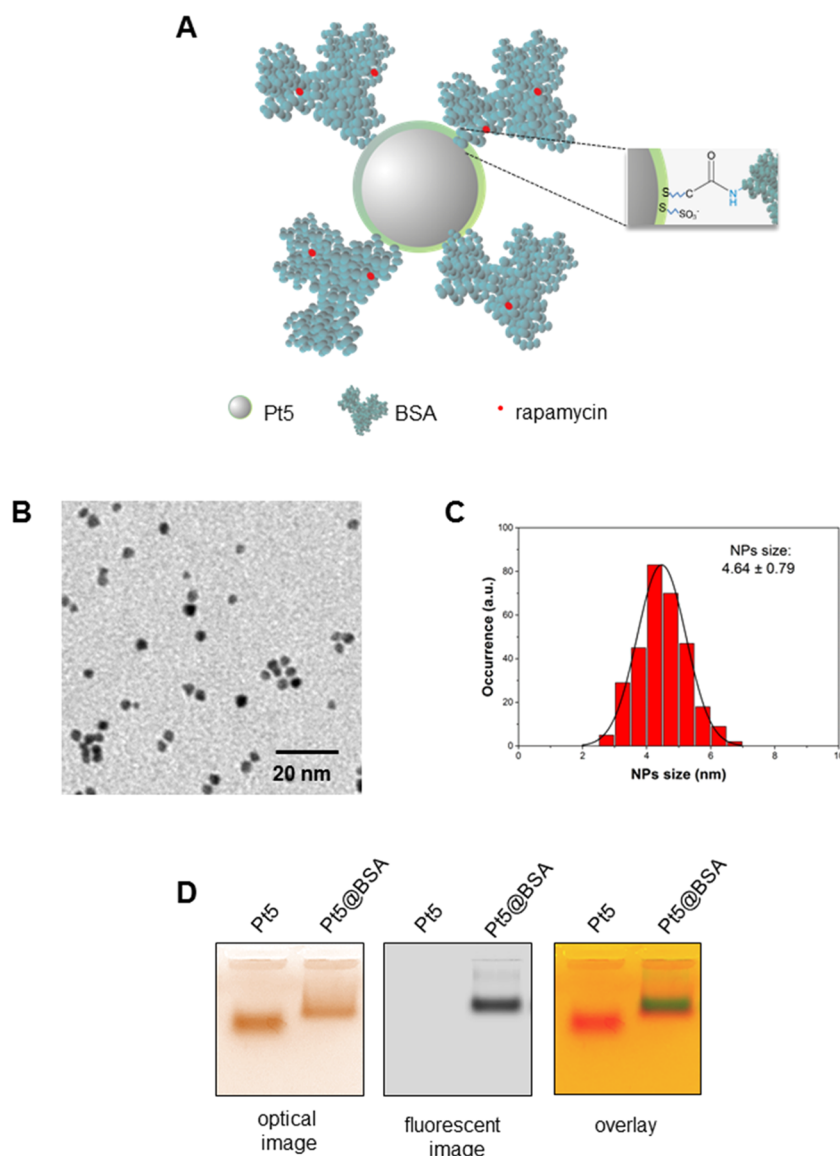 A
O
S
C
N
H
S
SO₃⁻
Pt5
BSA
rapamycin
B
20 nm
C
100
80
60
40
20
0
Occurrence (a.u.)
NPs size:
4.64 ± 0.79
0
2
4
6
8
10
NPs size (nm)
D
Pt5
Pt5@BSA
Pt5
Pt5@BSA
Pt5
Pt5@BSA
optical
image
fluorescent
image
overlay